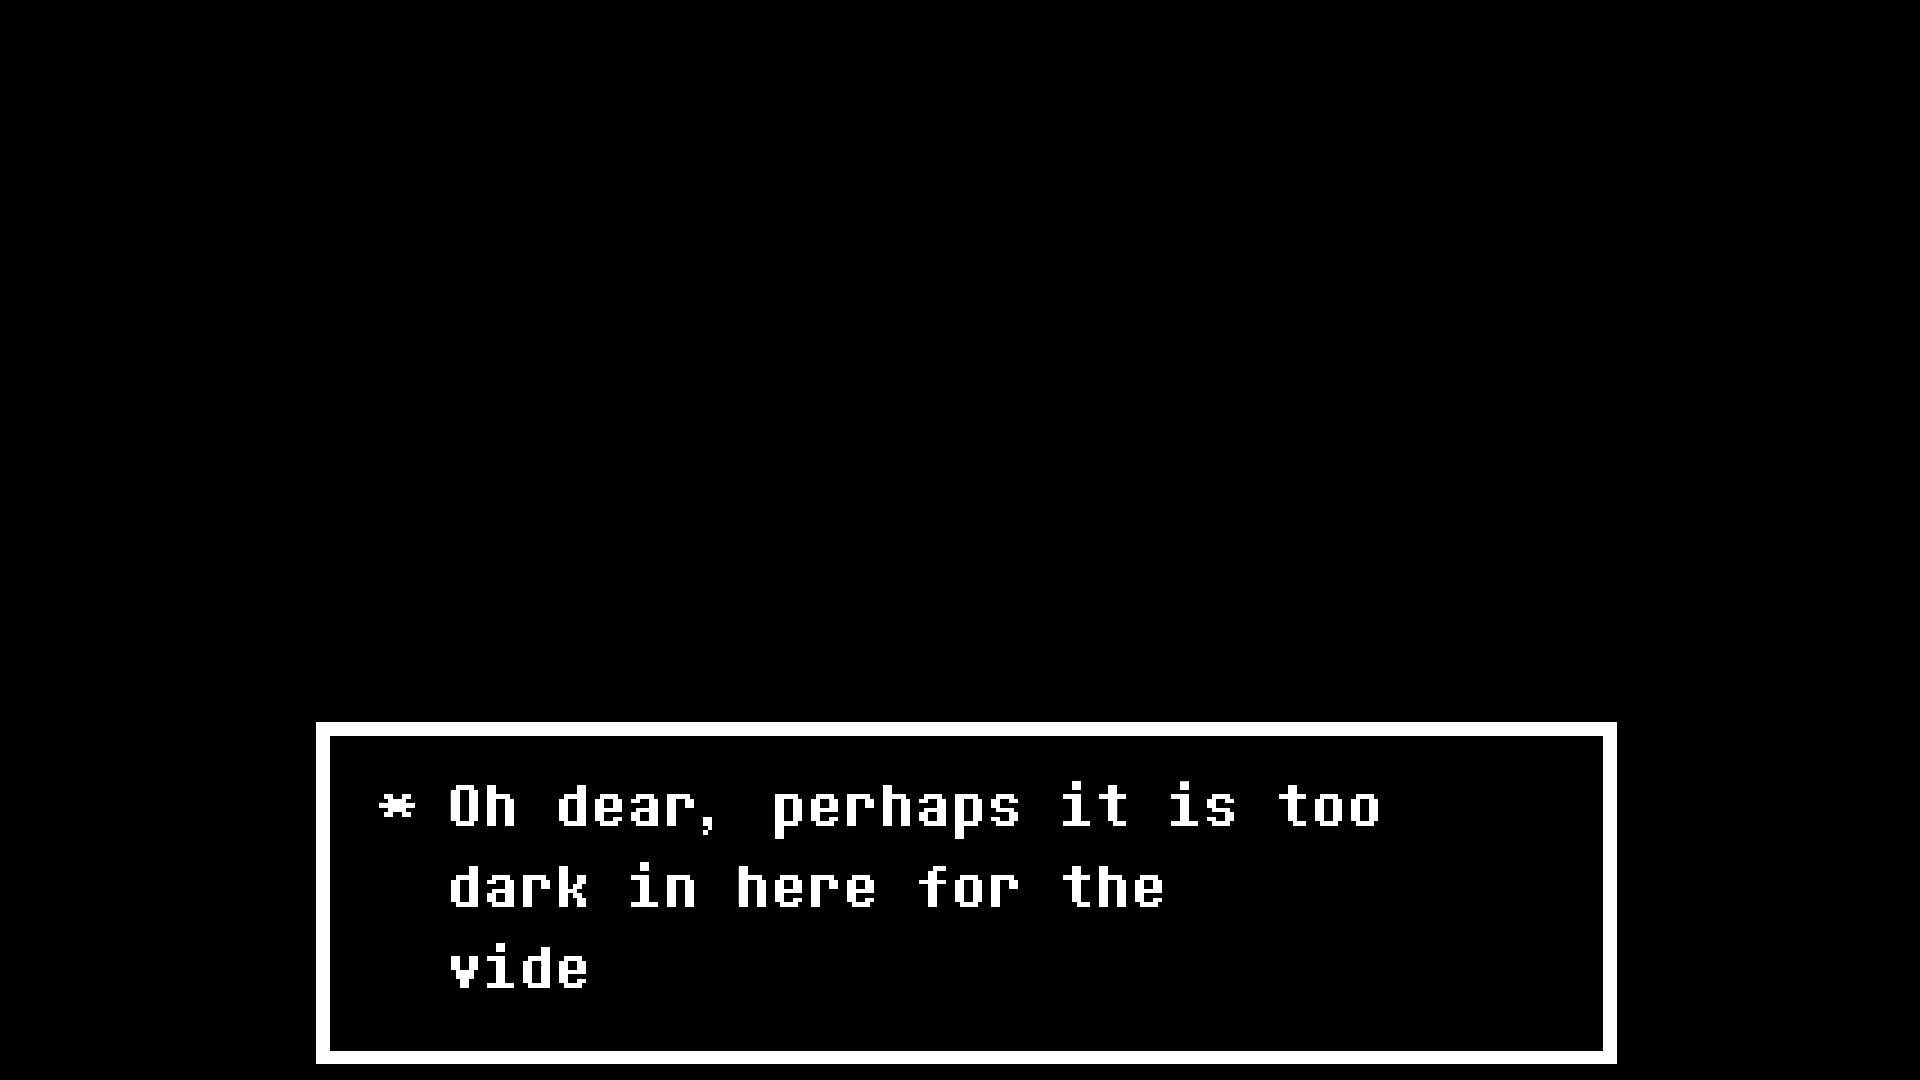 * Oh dear, perhaps it is too
dark in here for the
vide